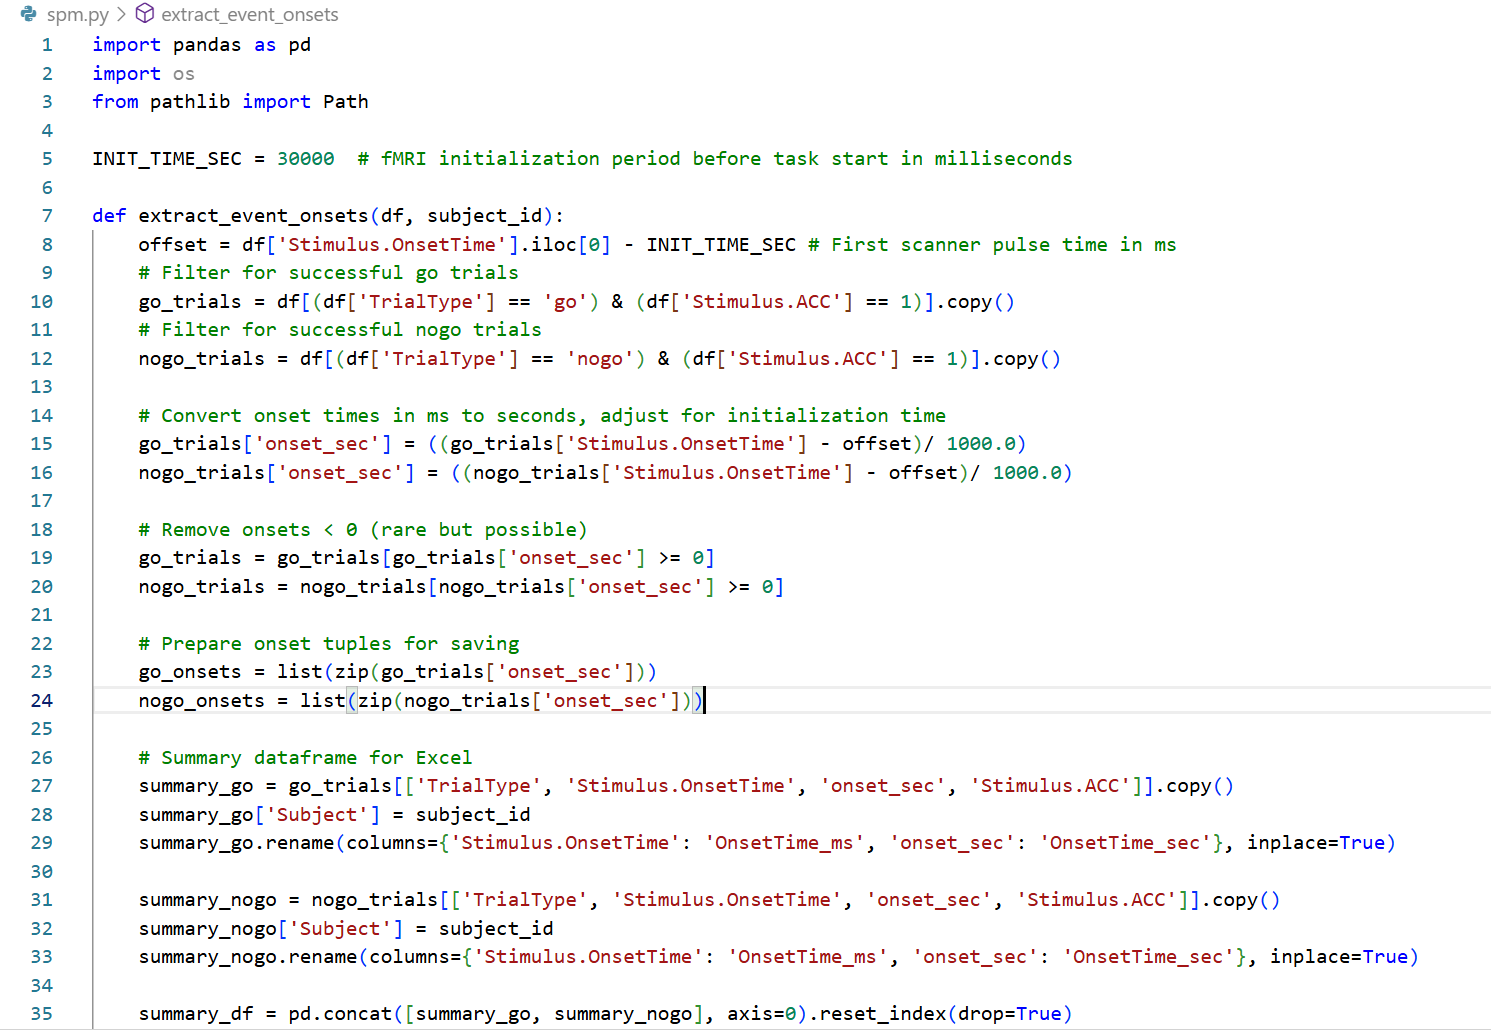 spm.py > extract_event_onsets
1 import pandas as pd
2 import os
3 from pathlib import Path
4
5 INIT_TIME_SEC = 30000  # fMRI initialization period before task start in milliseconds
6
7 def extract_event_onsets(df, subject_id):
8     offset = df['Stimulus.OnsetTime'].iloc[0] - INIT_TIME_SEC # First scanner pulse time in ms
9     # Filter for successful go trials
10     go_trials = df[(df['TrialType'] == 'go') & (df['Stimulus.ACC'] == 1)].copy()
11     # Filter for successful nogo trials
12     nogo_trials = df[(df['TrialType'] == 'nogo') & (df['Stimulus.ACC'] == 1)].copy()
13
14     # Convert onset times in ms to seconds, adjust for initialization time
15     go_trials['onset_sec'] = ((go_trials['Stimulus.OnsetTime'] - offset)/ 1000.0)
16     nogo_trials['onset_sec'] = ((nogo_trials['Stimulus.OnsetTime'] - offset)/ 1000.0)
17
18     # Remove onsets < 0 (rare but possible)
19     go_trials = go_trials[go_trials['onset_sec'] >= 0]
20     nogo_trials = nogo_trials[nogo_trials['onset_sec'] >= 0]
21
22     # Prepare onset tuples for saving
23     go_onsets = list(zip(go_trials['onset_sec']))
24     nogo_onsets = list(zip(nogo_trials['onset_sec']))
25
26     # Summary dataframe for Excel
27     summary_go = go_trials[['TrialType', 'Stimulus.OnsetTime', 'onset_sec', 'Stimulus.ACC']].copy()
28     summary_go['Subject'] = subject_id
29     summary_go.rename(columns={'Stimulus.OnsetTime': 'OnsetTime_ms', 'onset_sec': 'OnsetTime_sec'}, inplace=True)
30
31     summary_nogo = nogo_trials[['TrialType', 'Stimulus.OnsetTime', 'onset_sec', 'Stimulus.ACC']].copy()
32     summary_nogo['Subject'] = subject_id
33     summary_nogo.rename(columns={'Stimulus.OnsetTime': 'OnsetTime_ms', 'onset_sec': 'OnsetTime_sec'}, inplace=True)
34
35     summary_df = pd.concat([summary_go, summary_nogo], axis=0).reset_index(drop=True)